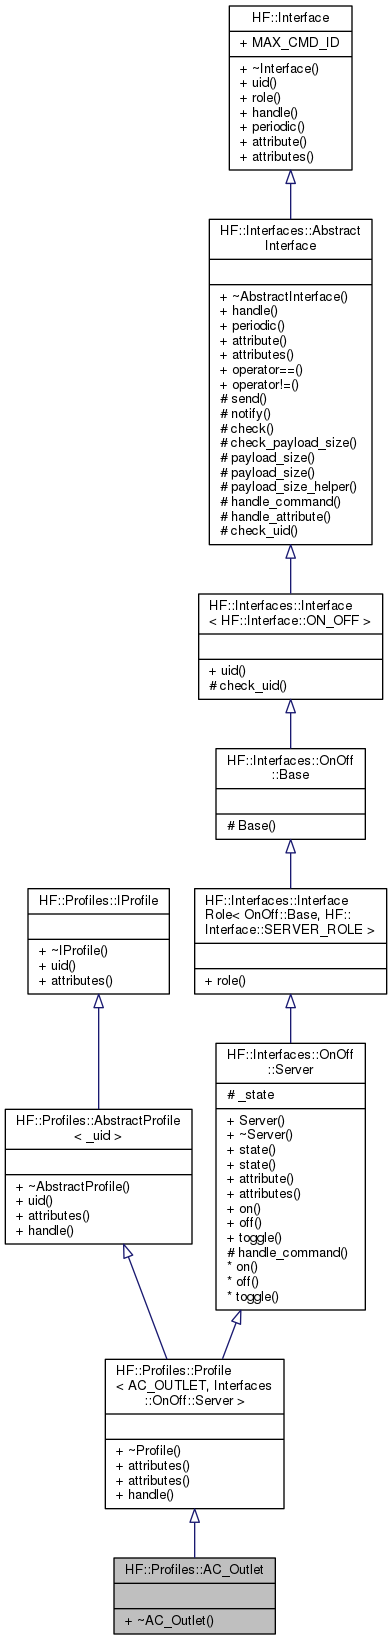 HF::Interface
+ MAX_CMD_ID
+ ~Interface()
+ uid()
+ role()
+ handle()
+ periodic()
+ attribute()
+ attributes()
HF::Interfaces::Abstract
Interface
+ ~AbstractInterface()
+ handle()
+ periodic()
+ attribute()
+ attributes()
+ operator==()
+ operator!=()
# send()
# notify()
# check()
# check_payload_size()
# payload_size()
# payload_size()
# payload_size_helper()
# handle_command()
# handle_attribute()
# check_uid()
HF::Interfaces::Interface
< HF::Interface::ON_OFF >
+ uid()
# check_uid()
HF::Interfaces::OnOff
::Base
# Base()
HF::Profiles::IProfile
+ ~IProfile()
+ uid()
+ attributes()
HF::Interfaces::Interface
Role< OnOff::Base, HF::
Interface::SERVER_ROLE >
+ role()
HF::Interfaces::OnOff
::Server
# _state
+ Server()
+ ~Server()
+ state()
+ state()
+ attribute()
+ attributes()
+ on()
+ off()
+ toggle()
# handle_command()
* on()
* off()
* toggle()
HF::Profiles::AbstractProfile
< _uid >
+ ~AbstractProfile()
+ uid()
+ attributes()
+ handle()
HF::Profiles::Profile
< AC_OUTLET, Interfaces
::OnOff::Server >
+ ~Profile()
+ attributes()
+ attributes()
+ handle()
HF::Profiles::AC_Outlet
+ ~AC_Outlet()